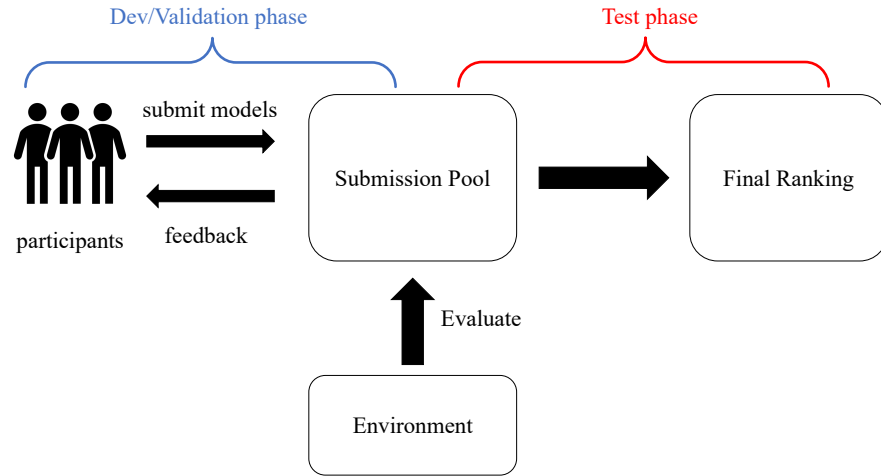 Dev/Validation phase
Test phase
submit models
Submission Pool
Final Ranking
participants
feedback
Evaluate
Environment